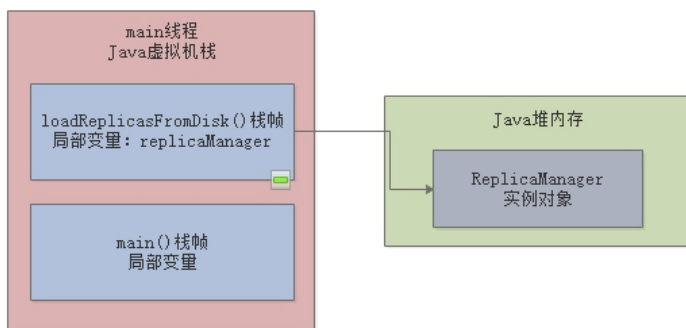 main线程
Java虚拟机栈
loadReplicasFromDisk()栈帧
局部变量：replicaManager
main()栈帧
局部变量
Java堆内存
ReplicaManager
实例对象